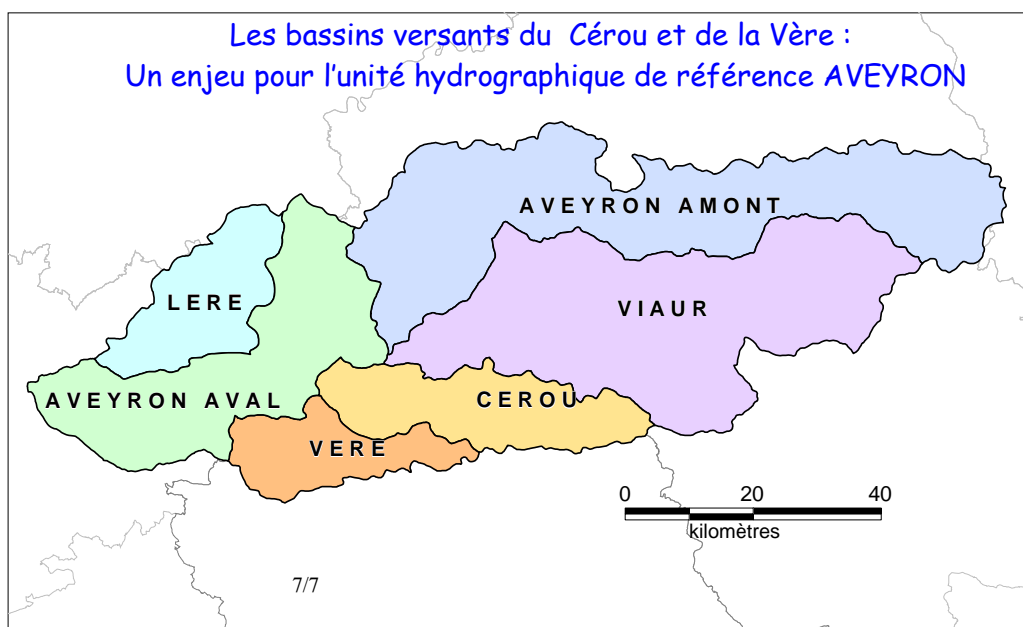 Les bassins versants du Cérou et de la Vère :
Un enjeu pour l'unité hydrographique de référence AVEYRON
AVEYRON AMONT
LERE
VIAUR
AVEYRON AVAL
CEROU
VERE
0 20 40
kilomètres
7/7